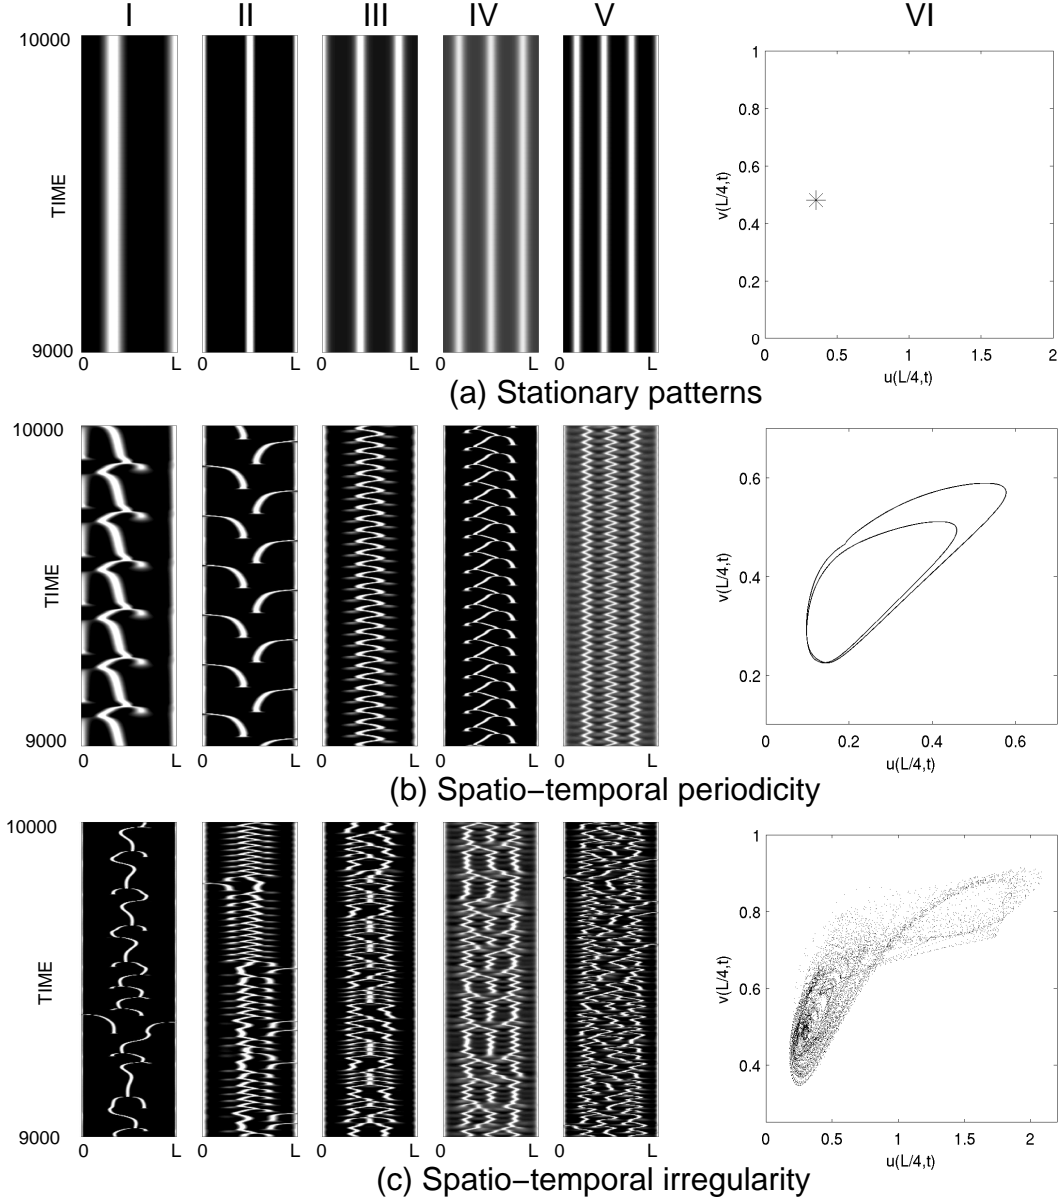 I II III IV V VI
10000
TIME
9000
0 L 0 L 0 L 0 L 0 L
1
0.8
0.6
0.4
0.2
0
v(L/4,t)
0 0.5 1 1.5 2
u(L/4,t)
(a) Stationary patterns
10000
TIME
9000
0 L 0 L 0 L 0 L 0 L
0.6
0.4
0.2
v(L/4,t)
0 0.2 0.4 0.6
u(L/4,t)
(b) Spatio−temporal periodicity
10000
TIME
9000
0 L 0 L 0 L 0 L 0 L
1
0.8
0.6
0.4
v(L/4,t)
0 0.5 1 1.5 2
u(L/4,t)
(c) Spatio−temporal irregularity